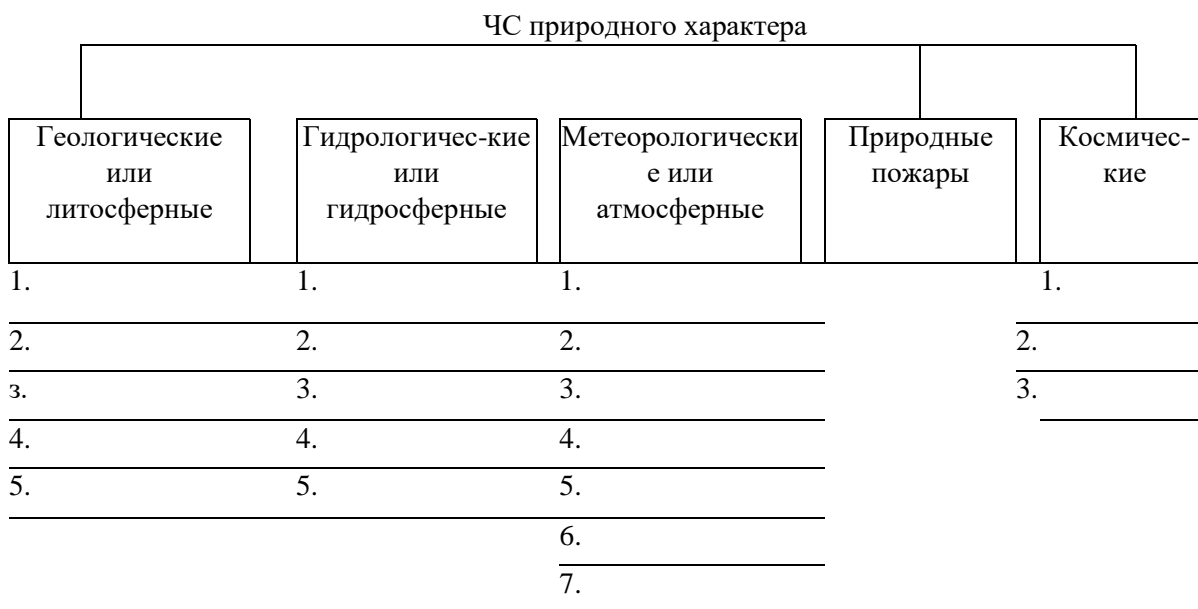 ЧС природного характера
Геологические
или
литосферные
Гидрологичес-кие
или
гидросферные
Метеорологически
е или
атмосферные
Природные
пожары
Космичес-
кие
1. 1. 1. 1.
2. 2. 2. 2.
з. 3. 3. 3.
4. 4. 4.
5. 5. 5.
6.
7.